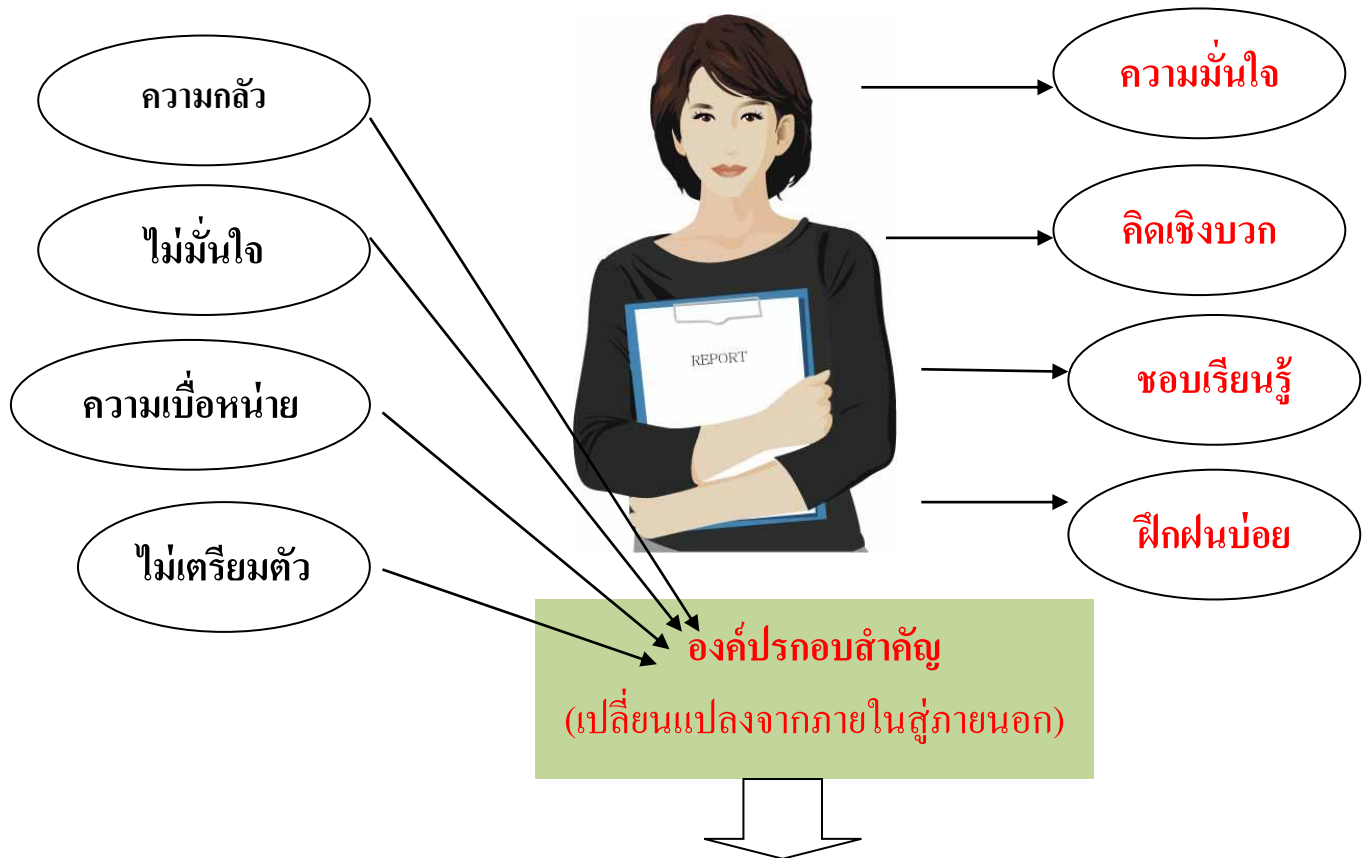 ความกลัว
ไม่มั่นใจ
ความเบื่อหน่าย
ไม่เตรียมตัว
REPORT
ความมั่นใจ
คิดเชิงบวก
ชอบเรียนรู้
ฝึกฝนบ่อย
องค์ปรกอบสำคัญ
(เปลี่ยนแปลงจากภายในสู่ภายนอก)